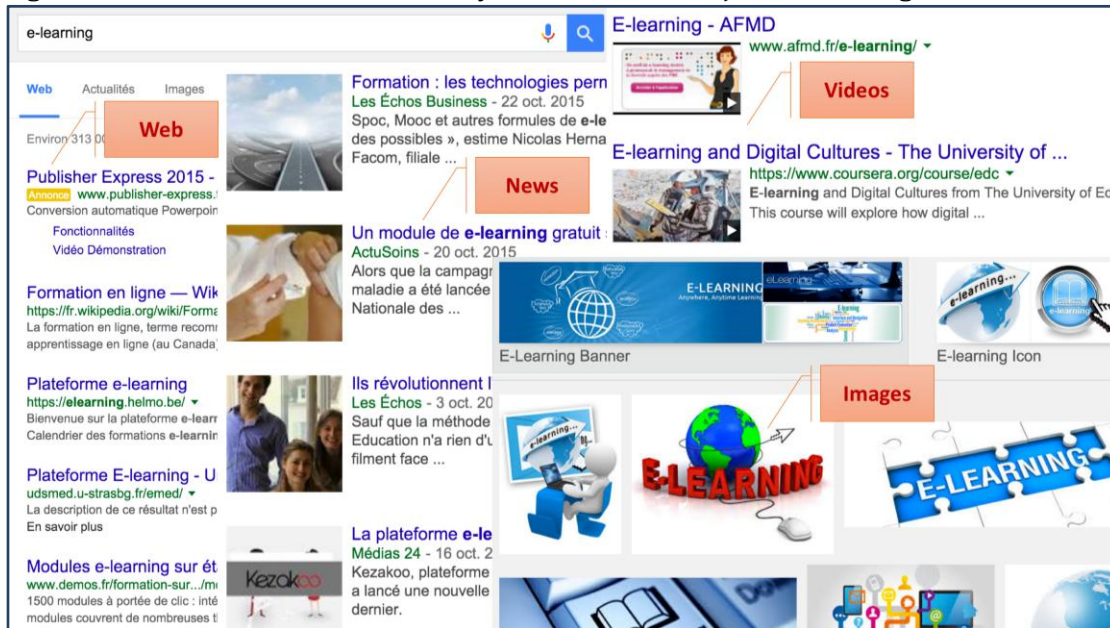 e-learning
Web Actualités Images
Environ 313 00
Web
Publisher Express 2015 -
Annonce www.publisher-express.
Conversion automatique Powerpoin
Fonctionnalités
Vidéo Démonstration
Formation en ligne — Wik
https://fr.wikipedia.org/wiki/Forma
La formation en ligne, terme recom
apprentissage en ligne (au Canada)
Plateforme e-learning
https://elearning.helmo.be/
Bienvenue sur la plateforme e-learn
Calendrier des formations e-learnin
Plateforme E-learning - U
udsmed.u-strasbg.fr/emed/
La description de ce résultat n'est p
En savoir plus
Modules e-learning sur éta
www.demos.fr/formation-sur.../mo
1500 modules à portée de clic : inté
modules couvrent de nombreuses t
Formation : les technologies pern
Les Échos Business - 22 oct. 2015
Spoc, Mooc et autres formules de e-le
des possibles », estime Nicolas Herna
Facom, filiale ...
News
Un module de e-learning gratuit
ActuSoins - 20 oct. 2015
Alors que la campagn
maladie a été lancée
Nationale des ...
Ils révolutionnent l
Les Échos - 3 oct. 20
Sauf que la méthode
Education n'a rien d'u
filment face ...
Kezakoo
La plateforme e-le
Médias 24 - 16 oct. 2
Kezakoo, plateforme
a lancé une nouvelle
dernier.
E-learning - AFMD
www.afmd.fr/e-learning/
Videos
E-learning and Digital Cultures - The University of ...
https://www.coursera.org/course/edc
E-learning and Digital Cultures from The University of Ed
This course will explore how digital ...
E-LEARNING
Anywhere, Anytime Learning
eLearning
E-Learning Banner
e-learning...
e-learning
E-learning Icon
Images
e-learning...
E-LEARNING
E-LEARNING